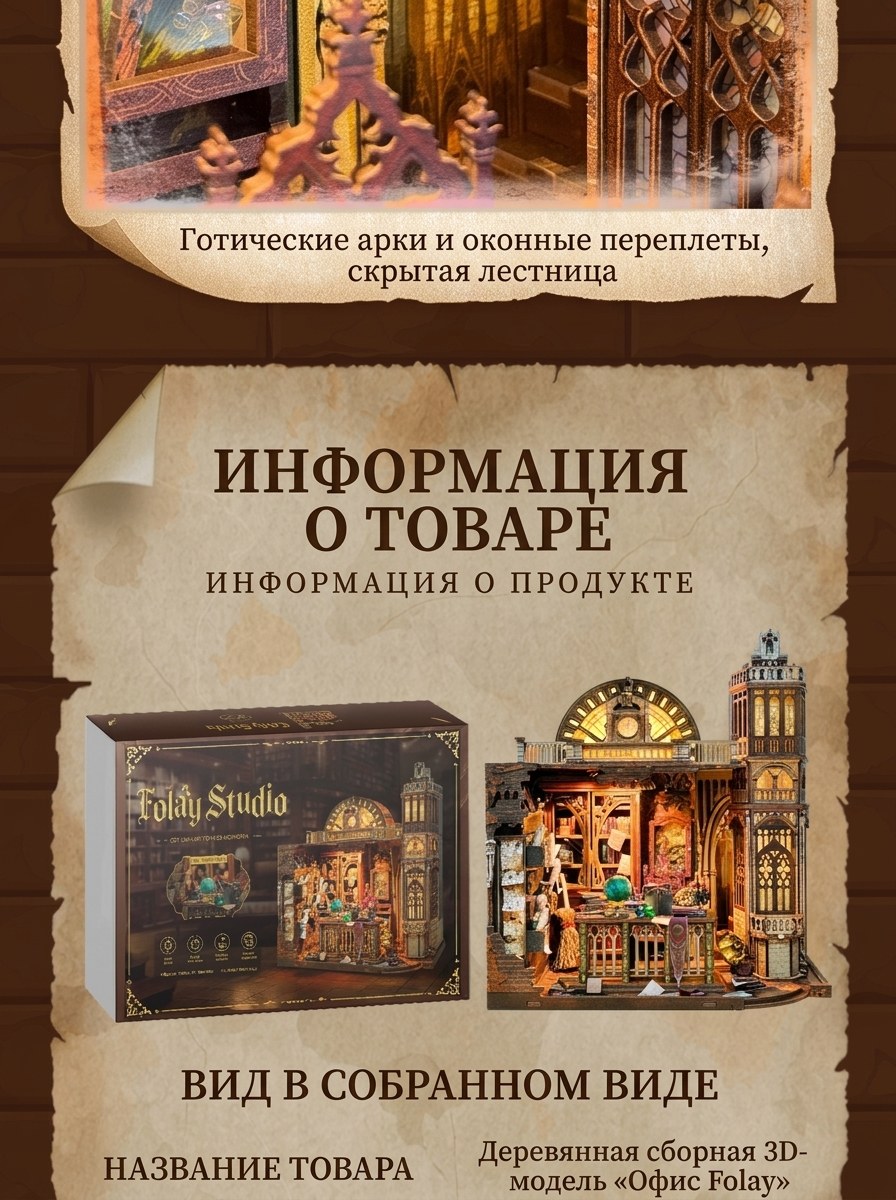 Готические арки и оконные переплеты,
скрытая лестница
ИНФОРМАЦИЯ
О ТОВАРЕ
ИНФОРМАЦИЯ О ПРОДУКТЕ
Folay Studio
ВИД В СОБРАННОМ ВИДЕ
НАЗВАНИЕ ТОВАРА
Деревянная сборная 3D-
модель «Офис Folay»